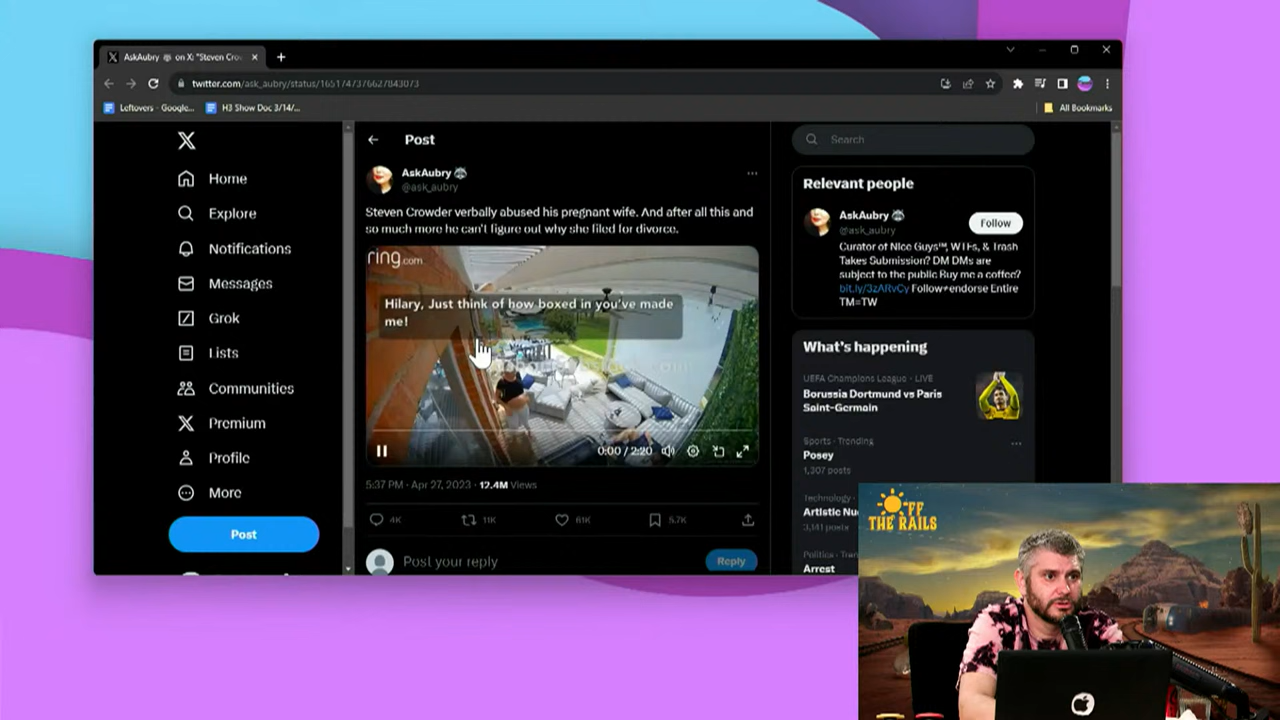 AskAubry 🦝 on X: "Steven Cro
twitter.com/ask_aubry/status/1651747376627843073
Leftovers - Google...
H3 Show Doc 3/14/...
All Bookmarks
Home
Explore
Notifications
Messages
Grok
Lists
Communities
Premium
Profile
More
Post
Post
AskAubry 🦝
@ask_aubry
Steven Crowder verbally abused his pregnant wife. And after all this and
so much more he can't figure out why she filed for divorce.
ring.com
Hilary, Just think of how boxed in you've made
me!
0:00 / 2:20
5:37 PM · Apr 27, 2023 · 12.4M Views
4K
11K
61K
5.7K
Post your reply
Reply
Search
Relevant people
AskAubry 🦝
@ask_aubry
Follow
Curator of Nice Guys™, WTFs, & Trash
Takes Submission? DM DMs are
subject to the public Buy me a coffee?
bit.ly/3zARvCy Follow≠endorse Entire
TM=TW
What's happening
UEFA Champions League · LIVE
Borussia Dortmund vs Paris
Saint-Germain
Sports · Trending
Posey
1,307 posts
Technology
Artistic Nu
3,141 posts
Politics · Tren
Arrest
OFF
THE RAILS